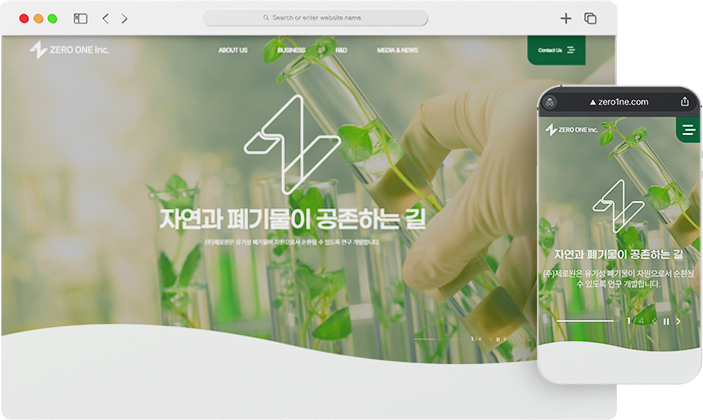 Search or enter website name
ZERO ONE Inc.
ABOUT US
BUSINESS
R&D
MEDIA & NEWS
Contact Us
자연과 폐기물이 공존하는 길
(주)제로원은 유기성 폐기물이 자원으로서 순환될 수 있도록 연구 개발합니다.
1 / 4
zero1ne.com
ZERO ONE Inc.
자연과 폐기물이 공존하는 길
(주)제로원은 유기성 폐기물이 자원으로서 순환될
수 있도록 연구 개발합니다.
1 / 4